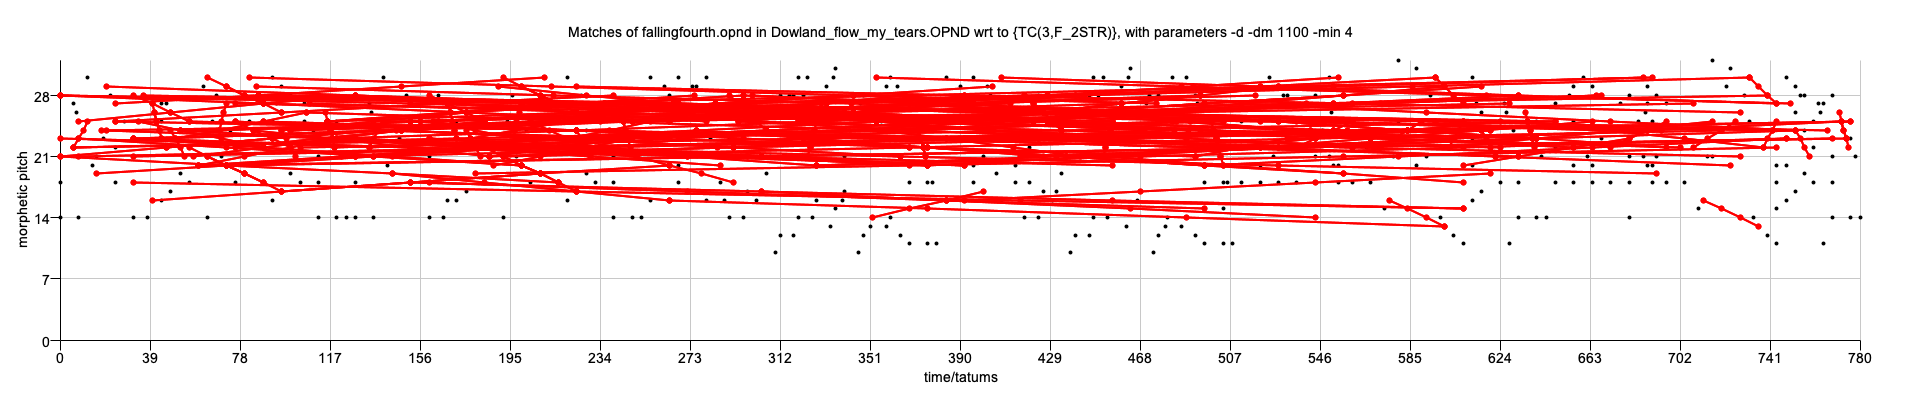 Matches of fallingfourth.opnd in Dowland_flow_my_tears.OPND wrt to {TC(3,F_2STR)}, with parameters -d -dm 1100 -min 4
morphetic pitch
28
21
14
7
0
0 39 78 117 156 195 234 273 312 351 390 429 468 507 546 585 624 663 702 741 780
time/tatums